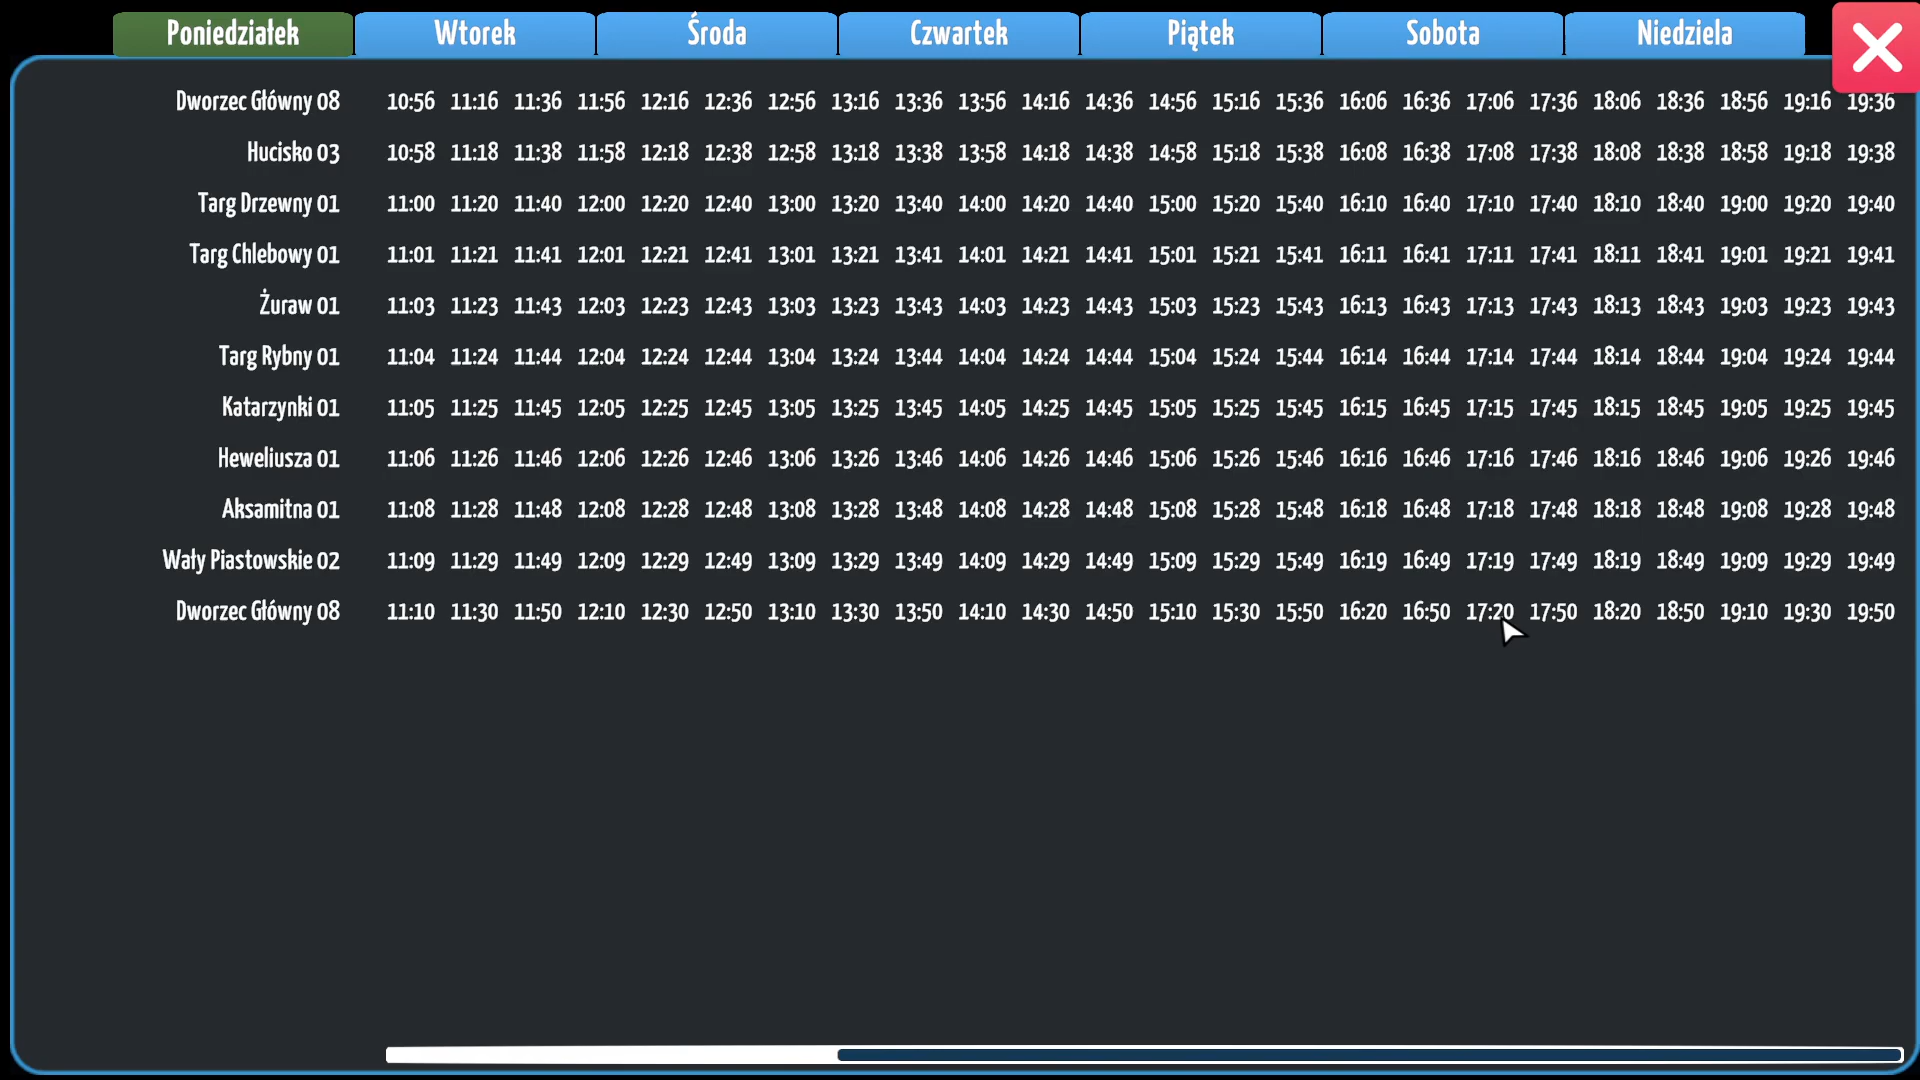 Poniedziałek Wtorek Środa Czwartek Piątek Sobota Niedziela
Dworzec Główny 08 10:56 11:16 11:36 11:56 12:16 12:36 12:56 13:16 13:36 13:56 14:16 14:36 14:56 15:16 15:36 16:06 16:36 17:06 17:36 18:06 18:36 18:56 19:16 19:36
Hucisko 03 10:58 11:18 11:38 11:58 12:18 12:38 12:58 13:18 13:38 13:58 14:18 14:38 14:58 15:18 15:38 16:08 16:38 17:08 17:38 18:08 18:38 18:58 19:18 19:38
Targ Drzewny 01 11:00 11:20 11:40 12:00 12:20 12:40 13:00 13:20 13:40 14:00 14:20 14:40 15:00 15:20 15:40 16:10 16:40 17:10 17:40 18:10 18:40 19:00 19:20 19:40
Targ Chlebowy 01 11:01 11:21 11:41 12:01 12:21 12:41 13:01 13:21 13:41 14:01 14:21 14:41 15:01 15:21 15:41 16:11 16:41 17:11 17:41 18:11 18:41 19:01 19:21 19:41
Żuraw 01 11:03 11:23 11:43 12:03 12:23 12:43 13:03 13:23 13:43 14:03 14:23 14:43 15:03 15:23 15:43 16:13 16:43 17:13 17:43 18:13 18:43 19:03 19:23 19:43
Targ Rybny 01 11:04 11:24 11:44 12:04 12:24 12:44 13:04 13:24 13:44 14:04 14:24 14:44 15:04 15:24 15:44 16:14 16:44 17:14 17:44 18:14 18:44 19:04 19:24 19:44
Katarzynki 01 11:05 11:25 11:45 12:05 12:25 12:45 13:05 13:25 13:45 14:05 14:25 14:45 15:05 15:25 15:45 16:15 16:45 17:15 17:45 18:15 18:45 19:05 19:25 19:45
Heweliusza 01 11:06 11:26 11:46 12:06 12:26 12:46 13:06 13:26 13:46 14:06 14:26 14:46 15:06 15:26 15:46 16:16 16:46 17:16 17:46 18:16 18:46 19:06 19:26 19:46
Aksamitna 01 11:08 11:28 11:48 12:08 12:28 12:48 13:08 13:28 13:48 14:08 14:28 14:48 15:08 15:28 15:48 16:18 16:48 17:18 17:48 18:18 18:48 19:08 19:28 19:48
Wały Piastowskie 02 11:09 11:29 11:49 12:09 12:29 12:49 13:09 13:29 13:49 14:09 14:29 14:49 15:09 15:29 15:49 16:19 16:49 17:19 17:49 18:19 18:49 19:09 19:29 19:49
Dworzec Główny 08 11:10 11:30 11:50 12:10 12:30 12:50 13:10 13:30 13:50 14:10 14:30 14:50 15:10 15:30 15:50 16:20 16:50 17:20 17:50 18:20 18:50 19:10 19:30 19:50